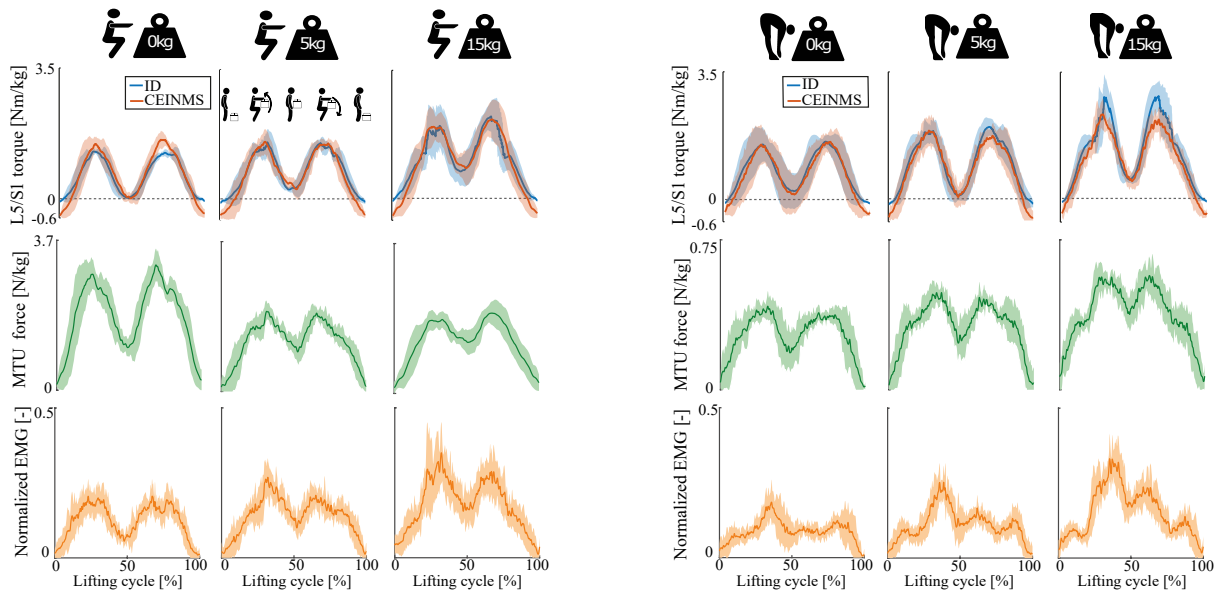 0kg 5kg 15kg 0kg 5kg 15kg
3.5 3.5
ID ID
CEINMS CEINMS
L5/S1 torque [Nm/kg] L5/S1 torque [Nm/kg]
0 0
-0.6 -0.6
3.7 0.75
MTU force [N/kg] MTU force [N/kg]
0 0
0.5 0.5
Normalized EMG [-] Normalized EMG [-]
0 0
0 50 100 50 100 50 100 0 50 100 50 100 50 100
Lifting cycle [%] Lifting cycle [%] Lifting cycle [%] Lifting cycle [%] Lifting cycle [%] Lifting cycle [%]